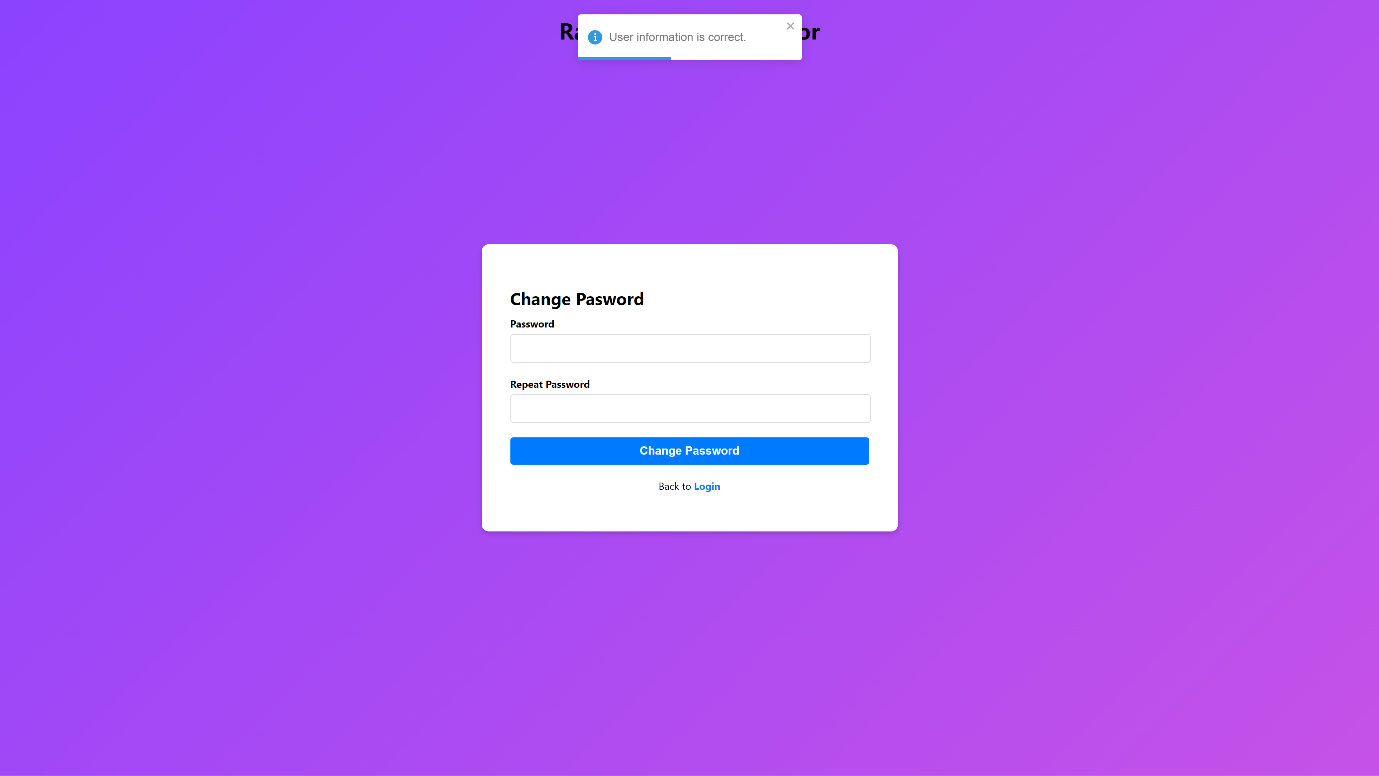 User information is correct.
Change Pasword
Password
Repeat Password
Change Password
Back to Login